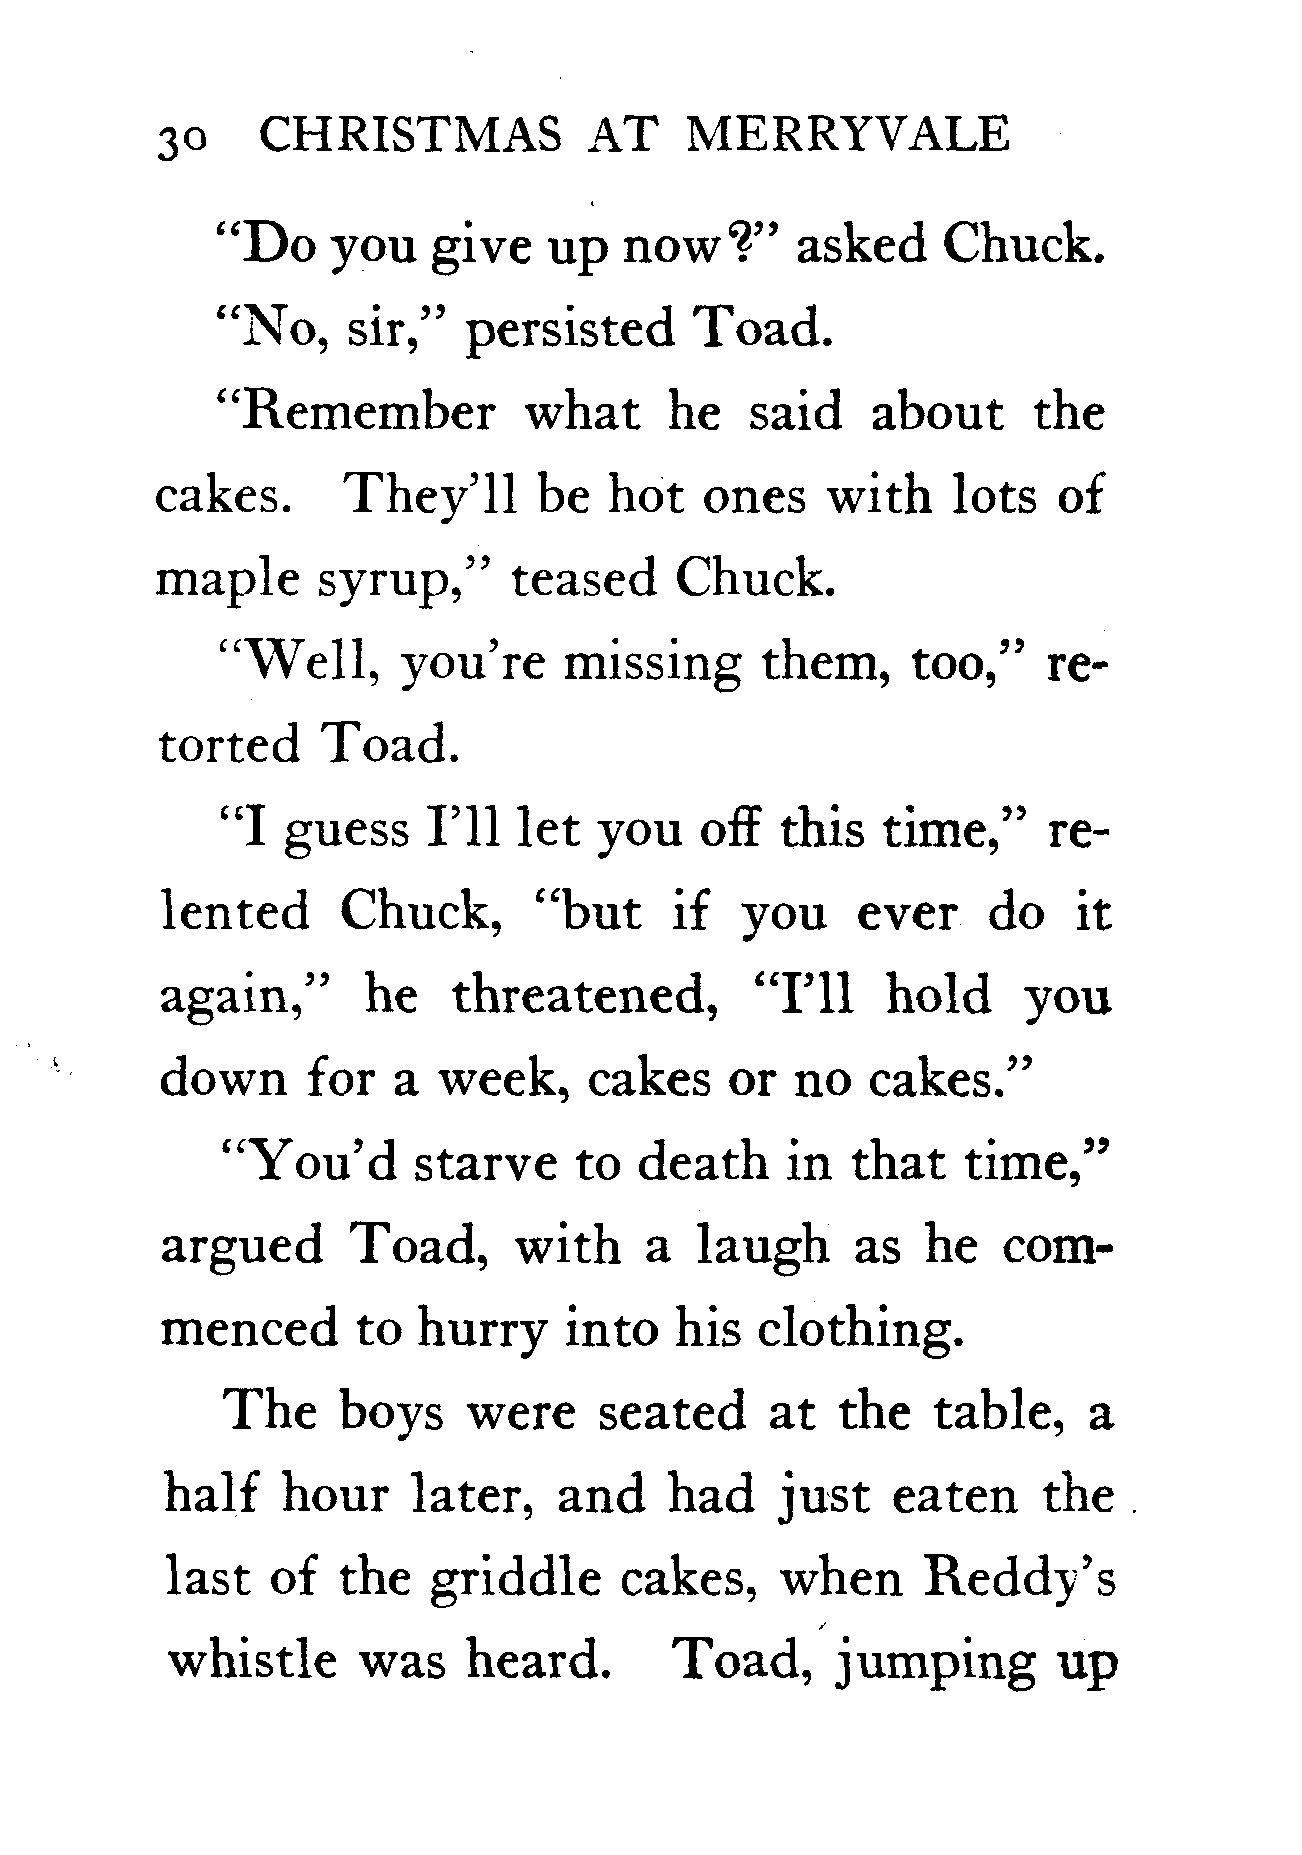 30 CHRISTMAS AT MERRYVALE
“Do you give up now?” asked Chuck.
“No, sir,” persisted Toad.
“Remember what he said about the
cakes. They’ll be hot ones with lots of
maple syrup,” teased Chuck.
“Well, you’re missing them, too,” re-
torted Toad.
“I guess I’ll let you off this time,” re-
lented Chuck, “but if you ever do it
again,” he threatened, “I’ll hold you
down for a week, cakes or no cakes.”
“You’d starve to death in that time,”
argued Toad, with a laugh as he com-
menced to hurry into his clothing.
The boys were seated at the table, a
half hour later, and had just eaten the
last of the griddle cakes, when Reddy’s
whistle was heard. Toad, jumping up